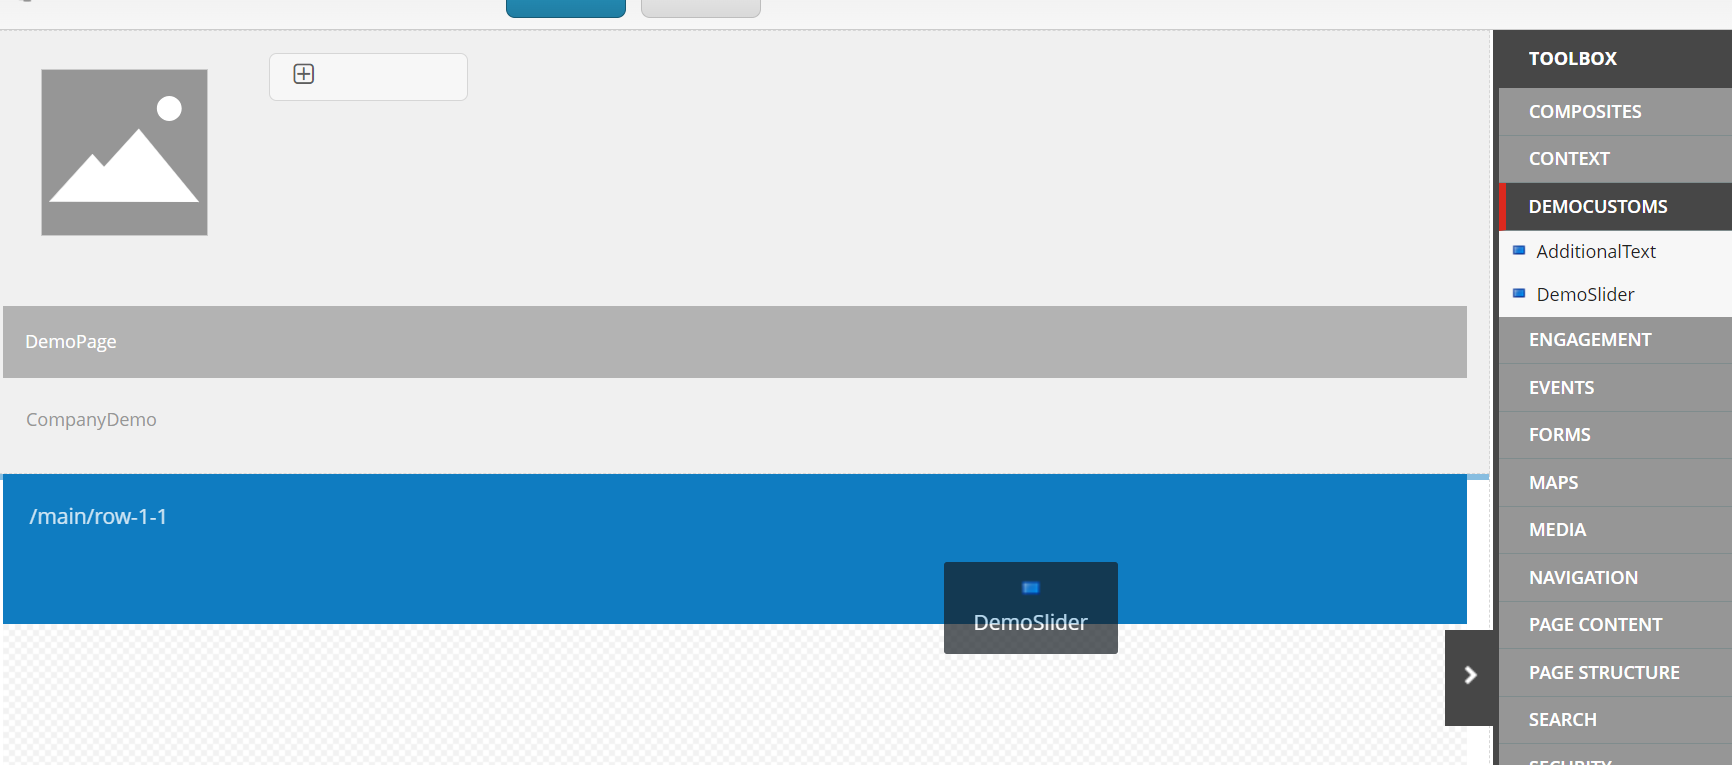 DemoPage
CompanyDemo
/main/row-1-1
DemoSlider
TOOLBOX
COMPOSITES
CONTEXT
DEMOCUSTOMS
AdditionalText
DemoSlider
ENGAGEMENT
EVENTS
FORMS
MAPS
MEDIA
NAVIGATION
PAGE CONTENT
PAGE STRUCTURE
SEARCH
SECURITY